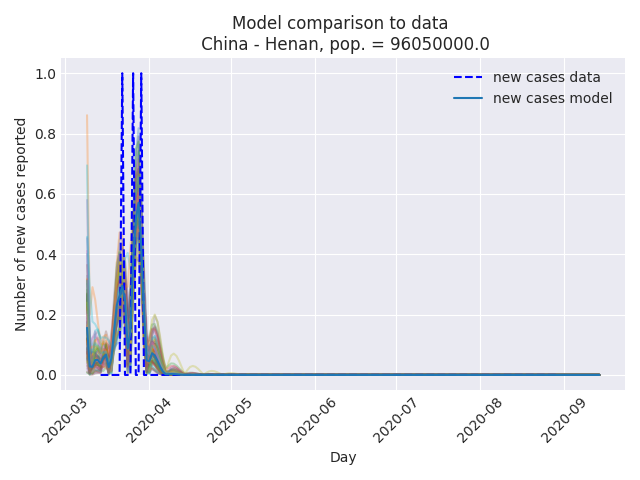 Model comparison to data
China - Henan, pop. = 96050000.0
new cases data
new cases model
Number of new cases reported
1.0
0.8
0.6
0.4
0.2
0.0
2020-03
2020-04
2020-05
2020-06
2020-07
2020-08
2020-09
Day